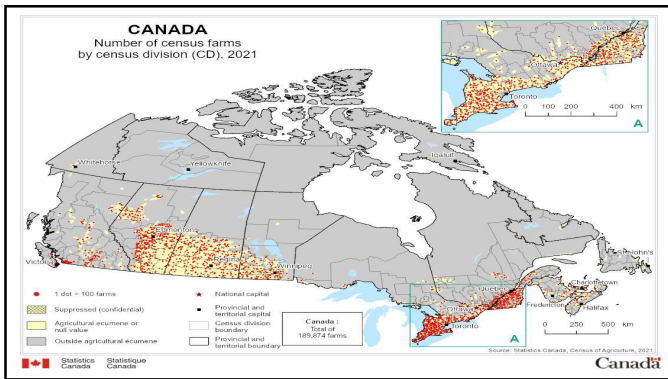 CANADA
Number of census farms
by census division (CD), 2021
Québec
Ottawa
Toronto
0 200 400 km
A
Whitehorse
Yellowknife
Iqaluit
Edmonton
Regina
Winnipeg
Victoria
St. John's
Charlottetown
Québec
Fredericton
Halifax
Ottawa
Toronto
A
0 250 500 km
1 dot = 100 farms
National capital
Suppressed (confidential)
Provincial and
territorial capital
Agricultural ecumene or
null value
Census division
boundary
Outside agricultural ecumene
Provincial and
territorial boundary
Canada :
Total of
189,874 farms
Source: Statistics Canada, Census of Agriculture, 2021.
Statistics
Canada
Statistique
Canada
Canada